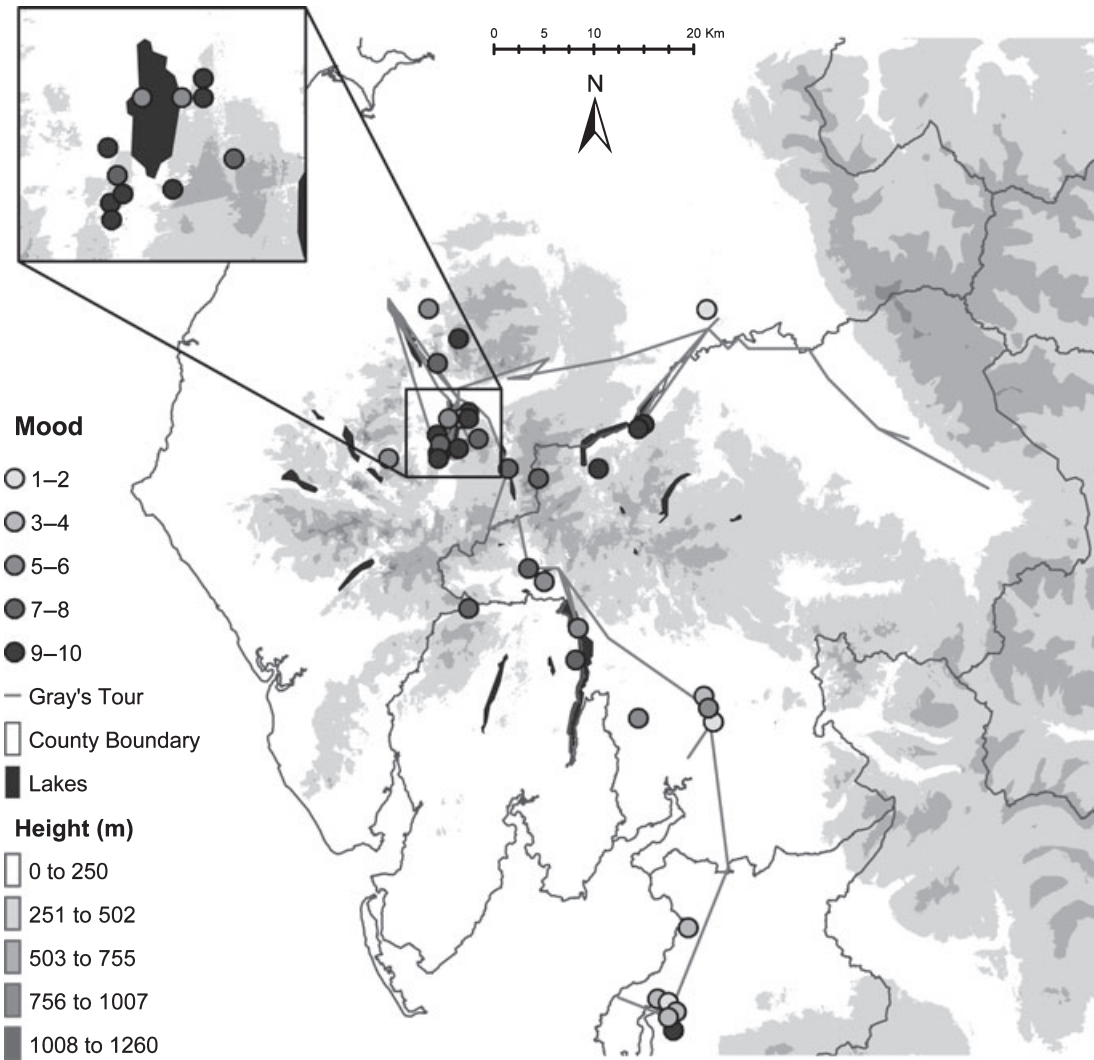 0 5 10 20 Km
N
Mood
1–2
3–4
5–6
7–8
9–10
Gray's Tour
County Boundary
Lakes
Height (m)
0 to 250
251 to 502
503 to 755
756 to 1007
1008 to 1260